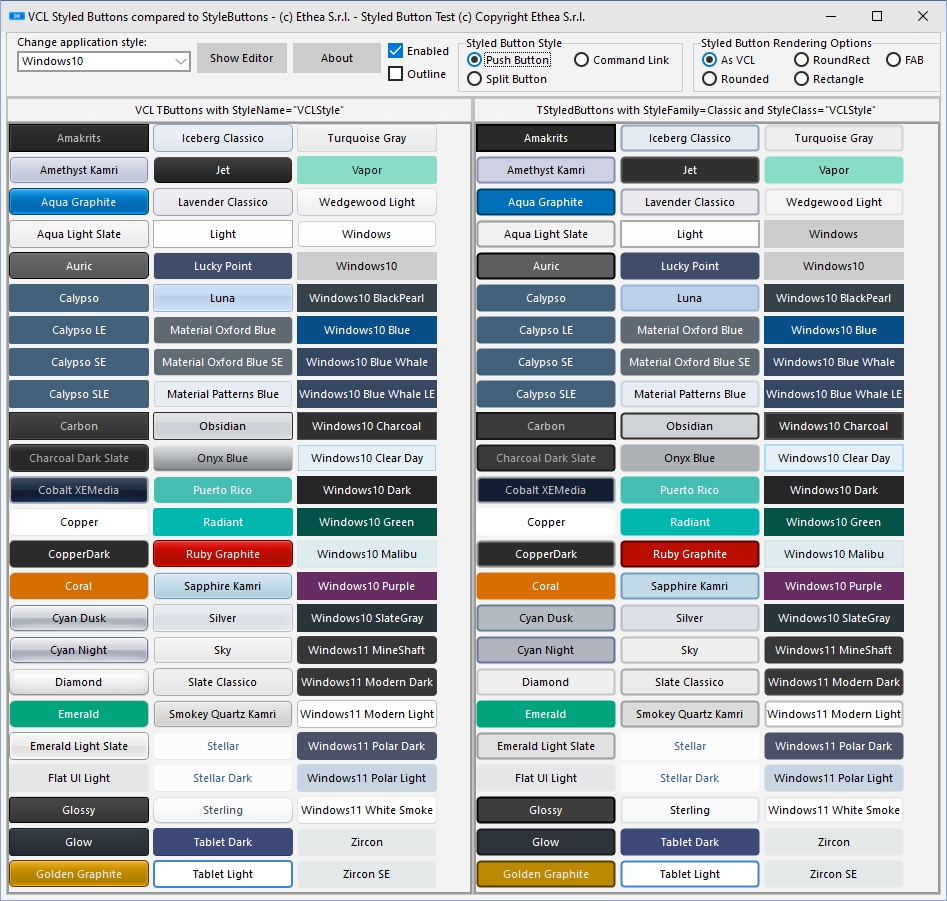 VCL Styled Buttons compared to StyleButtons - (c) Ethea S.r.l. - Styled Button Test (c) Copyright Ethea S.r.l.
Change application style:
Windows10
Show Editor
About
Enabled
Outline
Styled Button Style
Push Button
Command Link
Split Button
Styled Button Rendering Options
As VCL
RoundRect
FAB
Rounded
Rectangle
VCL TButtons with StyleName="VCLStyle"
Amakrits Iceberg Classico Turquoise Gray
Amethyst Kamri Jet Vapor
Aqua Graphite Lavender Classico Wedgewood Light
Aqua Light Slate Light Windows
Auric Lucky Point Windows10
Calypso Luna Windows10 BlackPearl
Calypso LE Material Oxford Blue Windows10 Blue
Calypso SE Material Oxford Blue SE Windows10 Blue Whale
Calypso SLE Material Patterns Blue Windows10 Blue Whale LE
Carbon Obsidian Windows10 Charcoal
Charcoal Dark Slate Onyx Blue Windows10 Clear Day
Cobalt XEMedia Puerto Rico Windows10 Dark
Copper Radiant Windows10 Green
CopperDark Ruby Graphite Windows10 Malibu
Coral Sapphire Kamri Windows10 Purple
Cyan Dusk Silver Windows10 SlateGray
Cyan Night Sky Windows11 MineShaft
Diamond Slate Classico Windows11 Modern Dark
Emerald Smokey Quartz Kamri Windows11 Modern Light
Emerald Light Slate Stellar Windows11 Polar Dark
Flat UI Light Stellar Dark Windows11 Polar Light
Glossy Sterling Windows11 White Smoke
Glow Tablet Dark Zircon
Golden Graphite Tablet Light Zircon SE
TStyledButtons with StyleFamily=Classic and StyleClass="VCLStyle"
Amakrits Iceberg Classico Turquoise Gray
Amethyst Kamri Jet Vapor
Aqua Graphite Lavender Classico Wedgewood Light
Aqua Light Slate Light Windows
Auric Lucky Point Windows10
Calypso Luna Windows10 BlackPearl
Calypso LE Material Oxford Blue Windows10 Blue
Calypso SE Material Oxford Blue SE Windows10 Blue Whale
Calypso SLE Material Patterns Blue Windows10 Blue Whale LE
Carbon Obsidian Windows10 Charcoal
Charcoal Dark Slate Onyx Blue Windows10 Clear Day
Cobalt XEMedia Puerto Rico Windows10 Dark
Copper Radiant Windows10 Green
CopperDark Ruby Graphite Windows10 Malibu
Coral Sapphire Kamri Windows10 Purple
Cyan Dusk Silver Windows10 SlateGray
Cyan Night Sky Windows11 MineShaft
Diamond Slate Classico Windows11 Modern Dark
Emerald Smokey Quartz Kamri Windows11 Modern Light
Emerald Light Slate Stellar Windows11 Polar Dark
Flat UI Light Stellar Dark Windows11 Polar Light
Glossy Sterling Windows11 White Smoke
Glow Tablet Dark Zircon
Golden Graphite Tablet Light Zircon SE